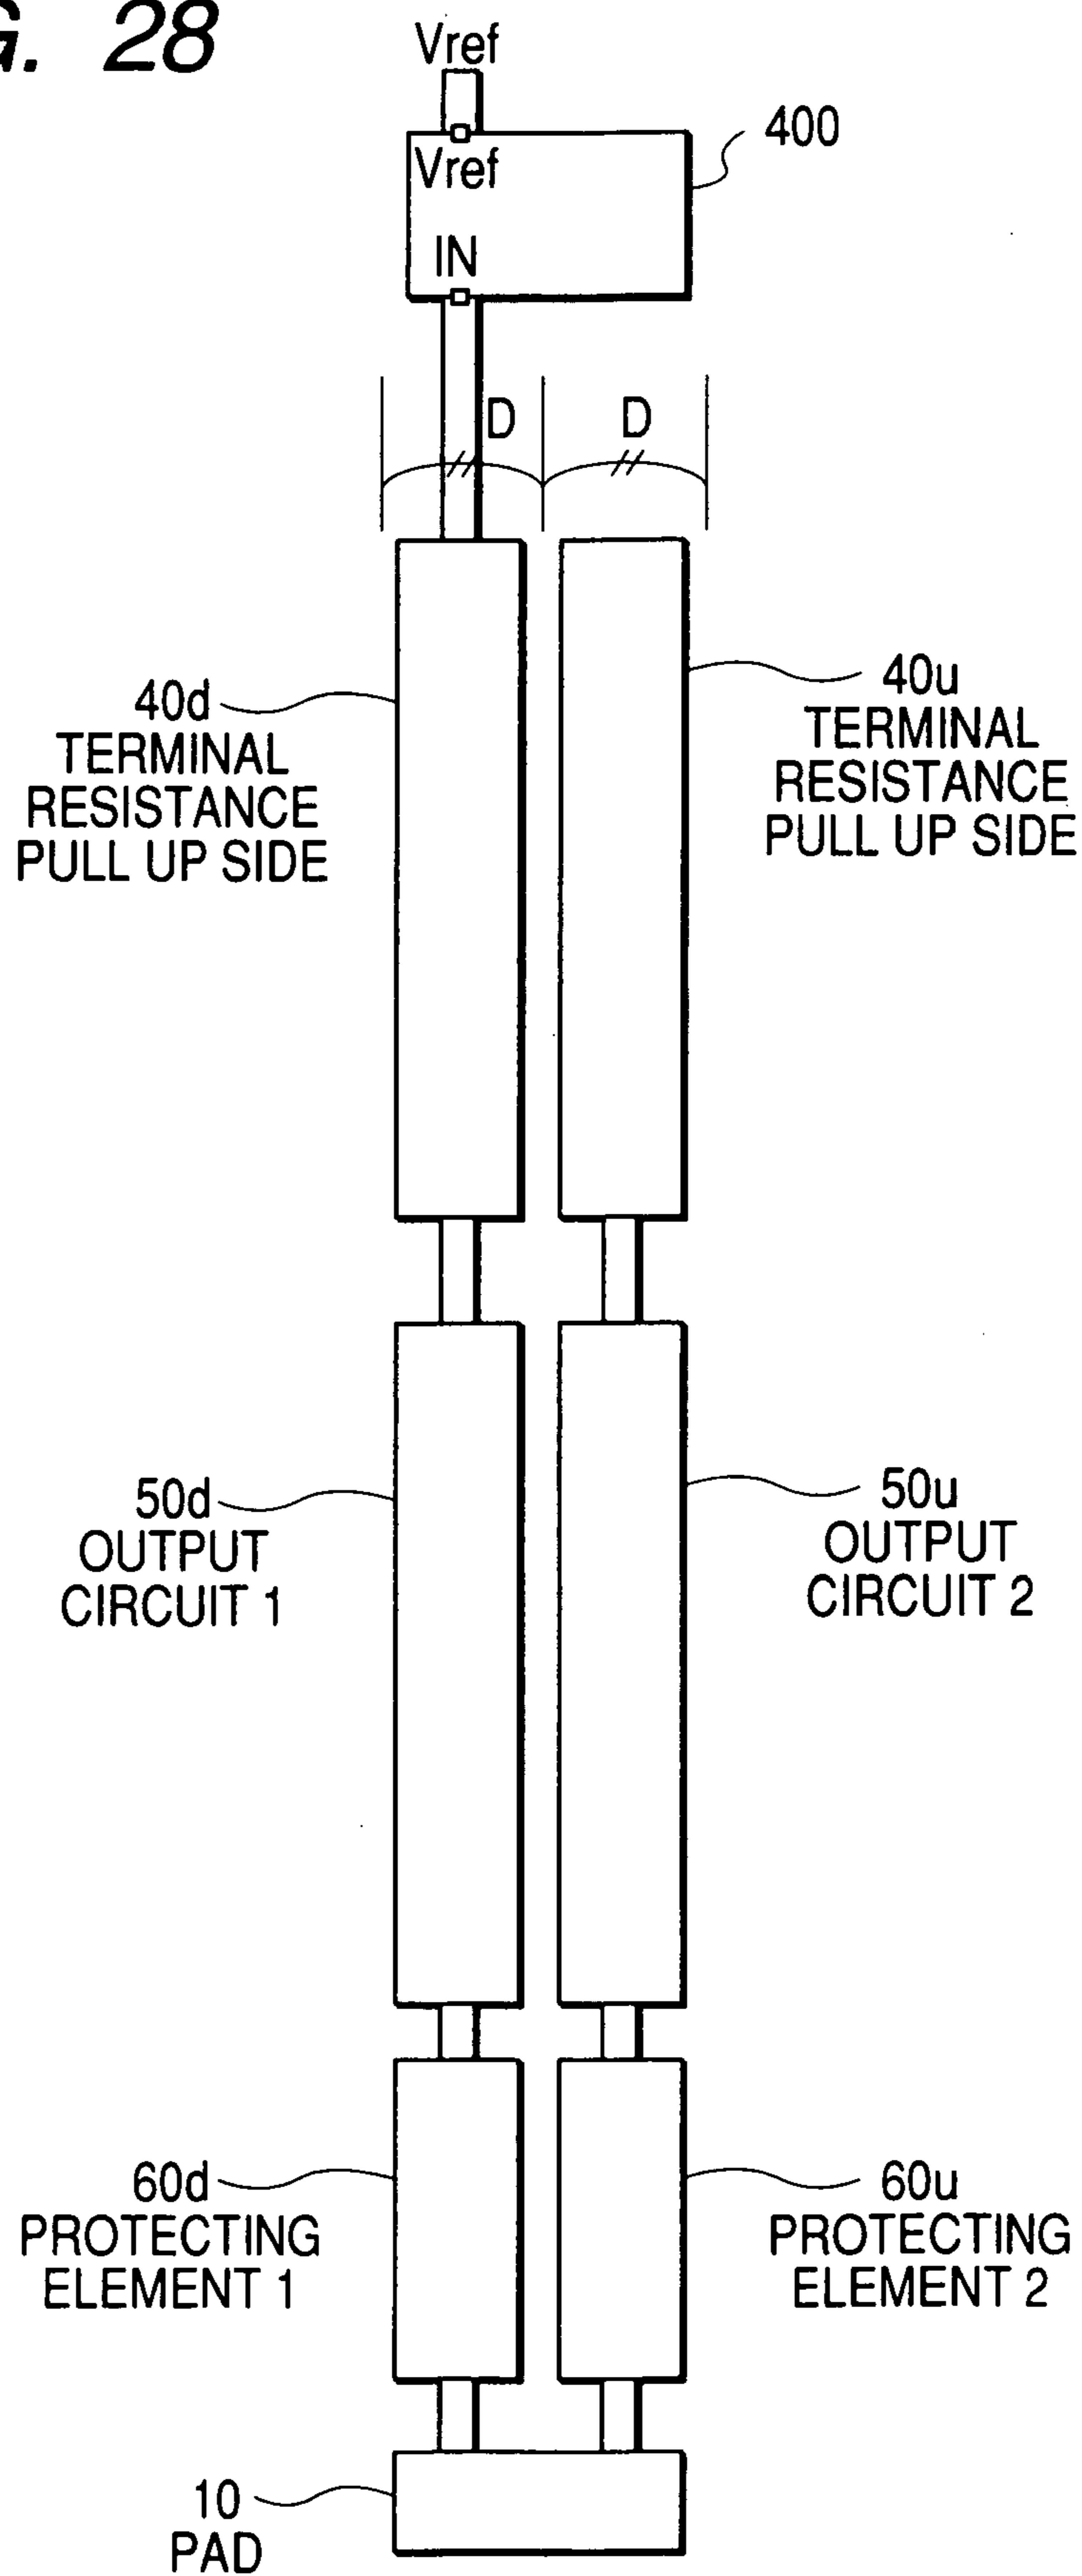 G. 28
Vref
400
Vref
IN
D
D
40d
TERMINAL
RESISTANCE
PULL UP SIDE
40u
TERMINAL
RESISTANCE
PULL UP SIDE
50d
OUTPUT
CIRCUIT 1
50u
OUTPUT
CIRCUIT 2
60d
PROTECTING
ELEMENT 1
60u
PROTECTING
ELEMENT 2
10
PAD